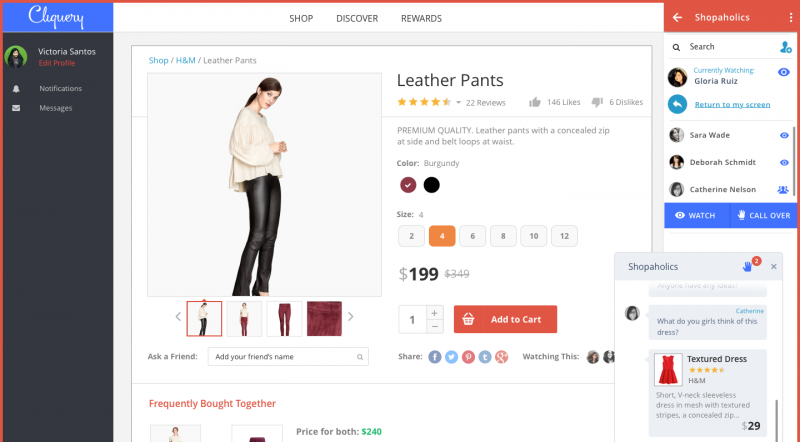 Cliquery
SHOP
DISCOVER
REWARDS
Victoria Santos
Edit Profile
Notifications
Messages
Shop / H&M / Leather Pants
Leather Pants
22 Reviews
146 Likes
6 Dislikes
PREMIUM QUALITY. Leather pants with a concealed zip
at side and belt loops at waist.
Color: Burgundy
Size: 4
2 4 6 8 10 12
$199 $349
1 + −
Add to Cart
Ask a Friend: Add your friend's name
Share:
Watching This:
Frequently Bought Together
Price for both: $240
Shopaholics
Search
Currently Watching:
Gloria Ruiz
Return to my screen
Sara Wade
Deborah Schmidt
Catherine Nelson
WATCH
CALL OVER
Shopaholics
2
Anyone have any ideas?
Catherine
What do you girls think of this
dress?
Textured Dress
H&M
Short, V-neck sleeveless
dress in mesh with textured
stripes, a concealed zip...
$29